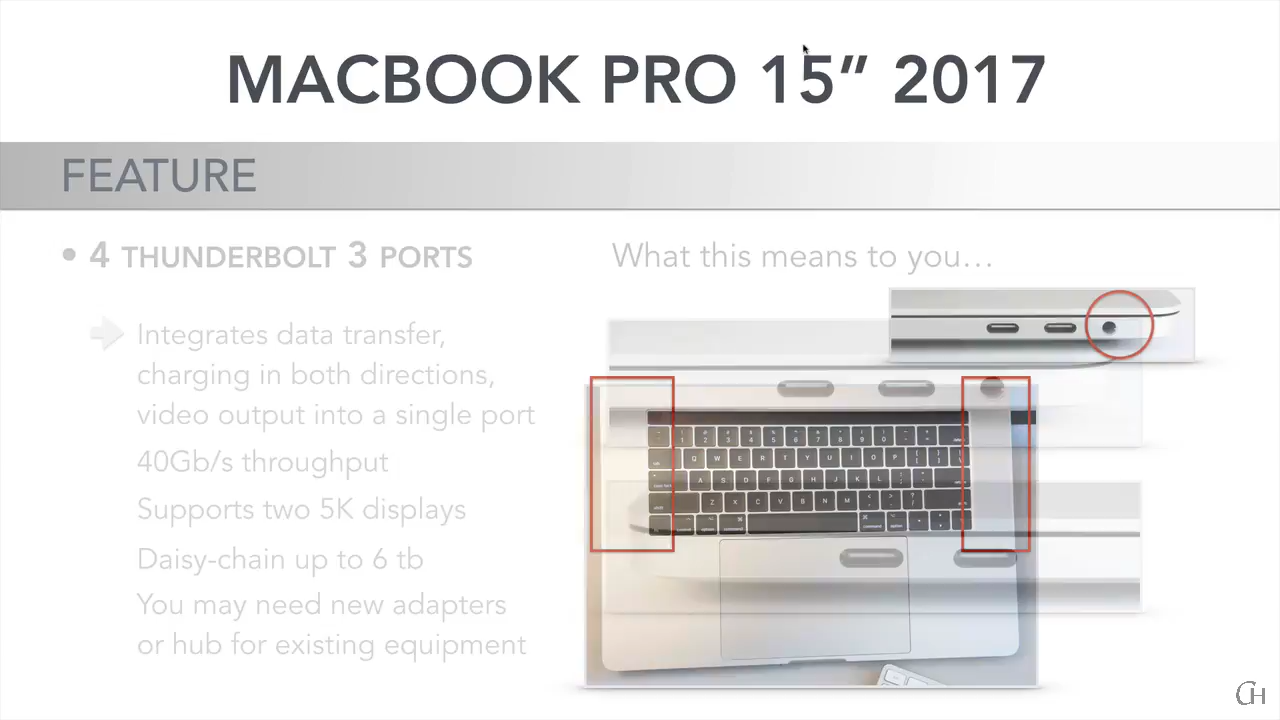 MACBOOK PRO 15” 2017
FEATURE
• 4 THUNDERBOLT 3 PORTS
What this means to you…
Integrates data transfer,
charging in both directions,
video output into a single port
40Gb/s throughput
Supports two 5K displays
Daisy-chain up to 6 tb
You may need new adapters
or hub for existing equipment
CH